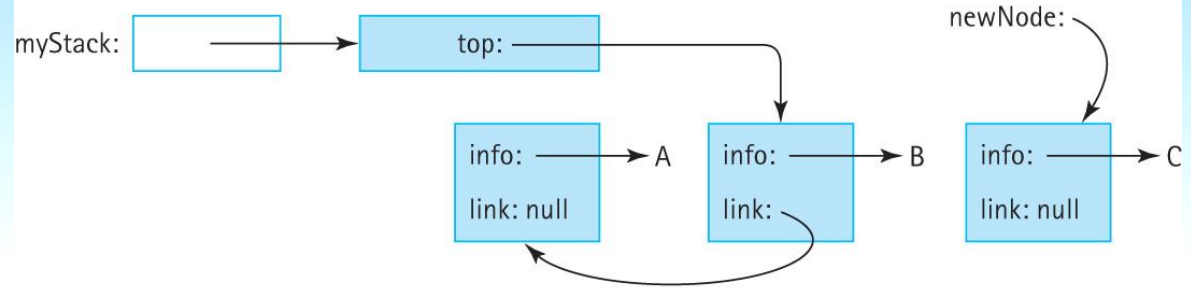 newNode:
myStack:
top:
info: A
info: B
info: C
link: null
link:
link: null